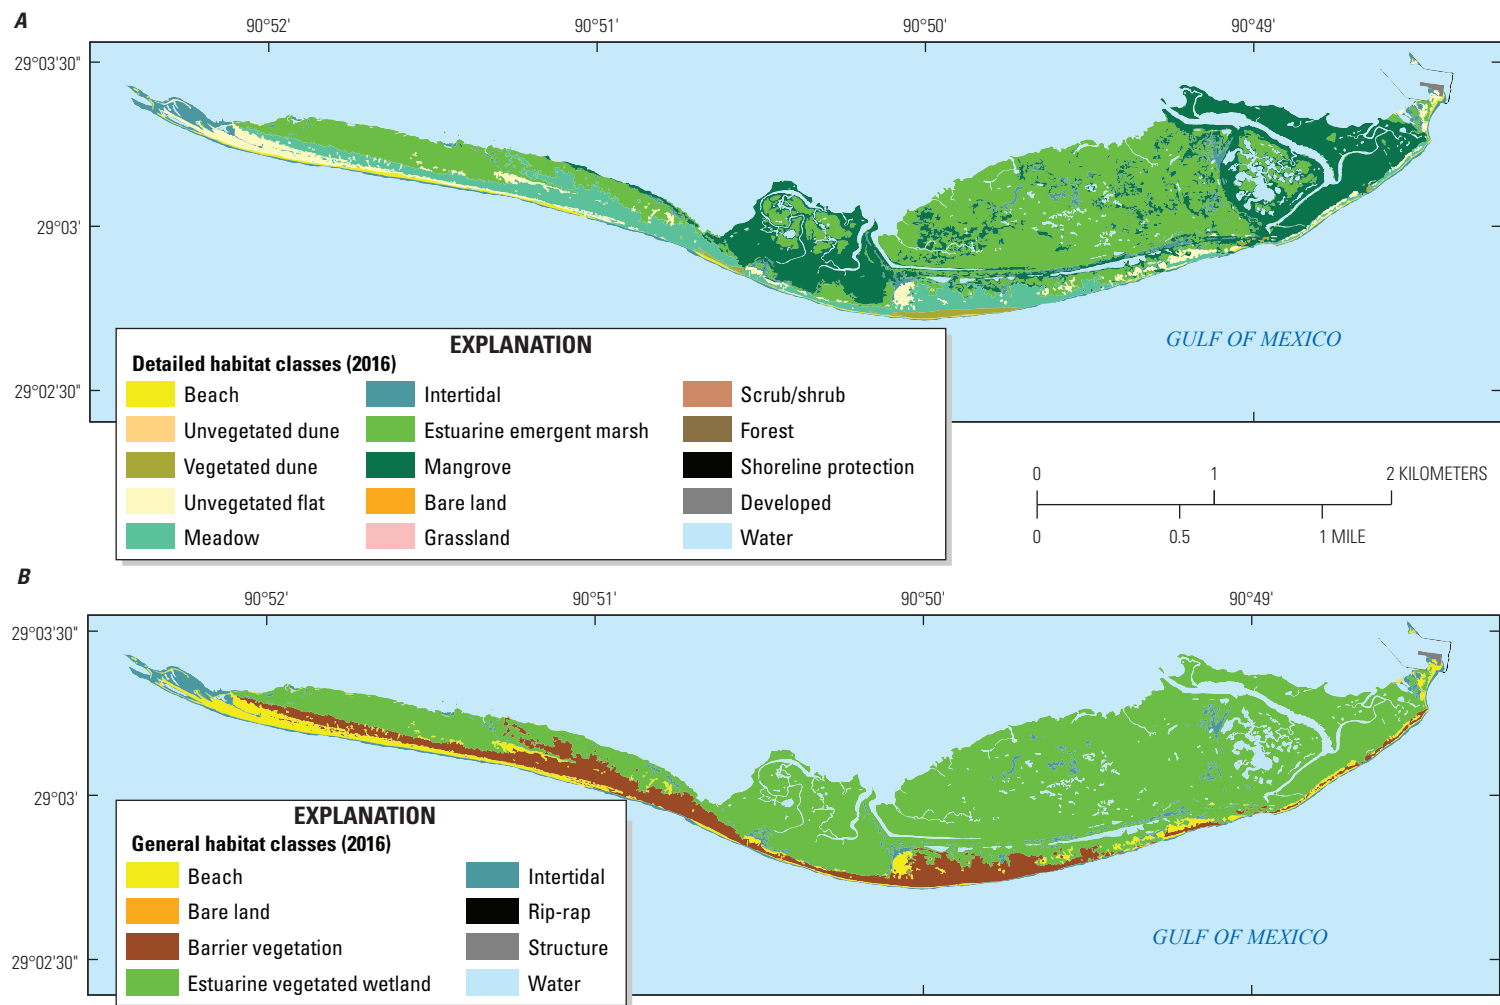 A
90°52' 90°51' 90°50' 90°49'
29°03'30"
29°03'
29°02'30"
GULF OF MEXICO
EXPLANATION
Detailed habitat classes (2016)
Beach
Unvegetated dune
Vegetated dune
Unvegetated flat
Meadow
Intertidal
Estuarine emergent marsh
Mangrove
Bare land
Grassland
Scrub/shrub
Forest
Shoreline protection
Developed
Water
0 1 2 KILOMETERS
0 0.5 1 MILE
B
90°52' 90°51' 90°50' 90°49'
29°03'30"
29°03'
29°02'30"
EXPLANATION
General habitat classes (2016)
Beach
Bare land
Barrier vegetation
Estuarine vegetated wetland
Intertidal
Rip-rap
Structure
Water
GULF OF MEXICO